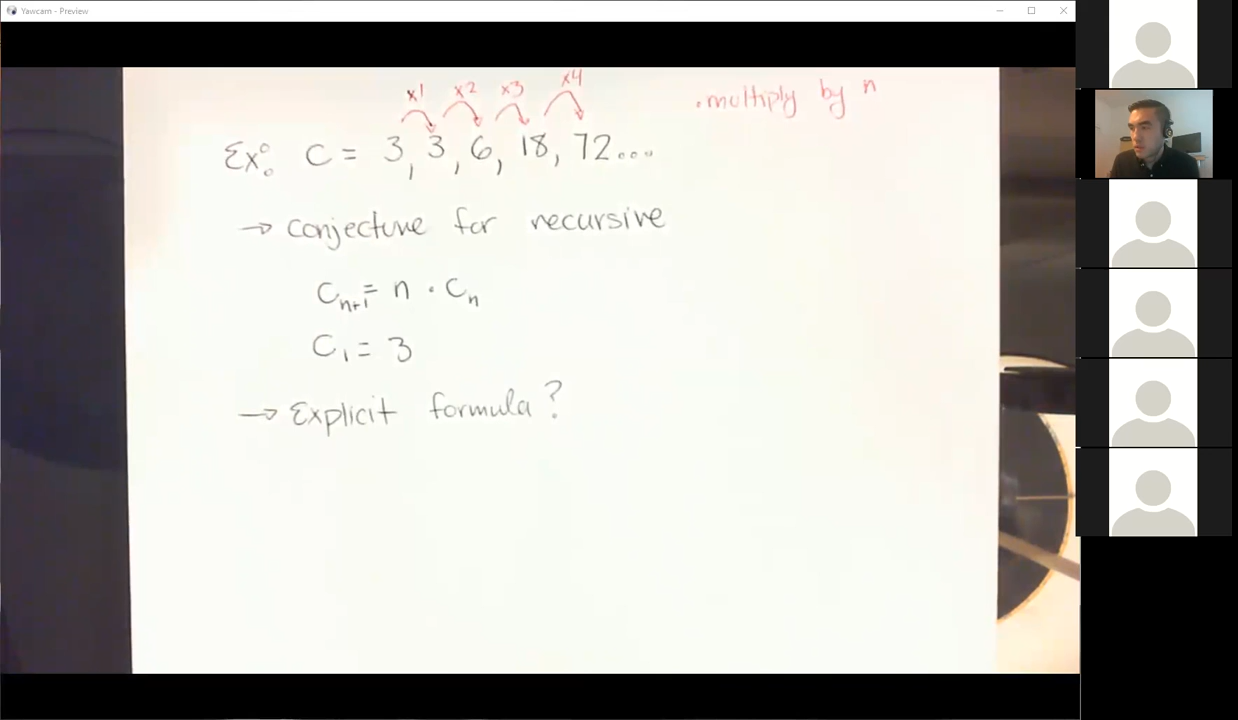 Yawcam - Preview
x1 x2 x3 x4
• multiply by n
Ex: C = 3, 3, 6, 18, 72...
→ Conjecture for recursive
Cₙ₊₁ = n · Cₙ
C₁ = 3
→ Explicit formula?